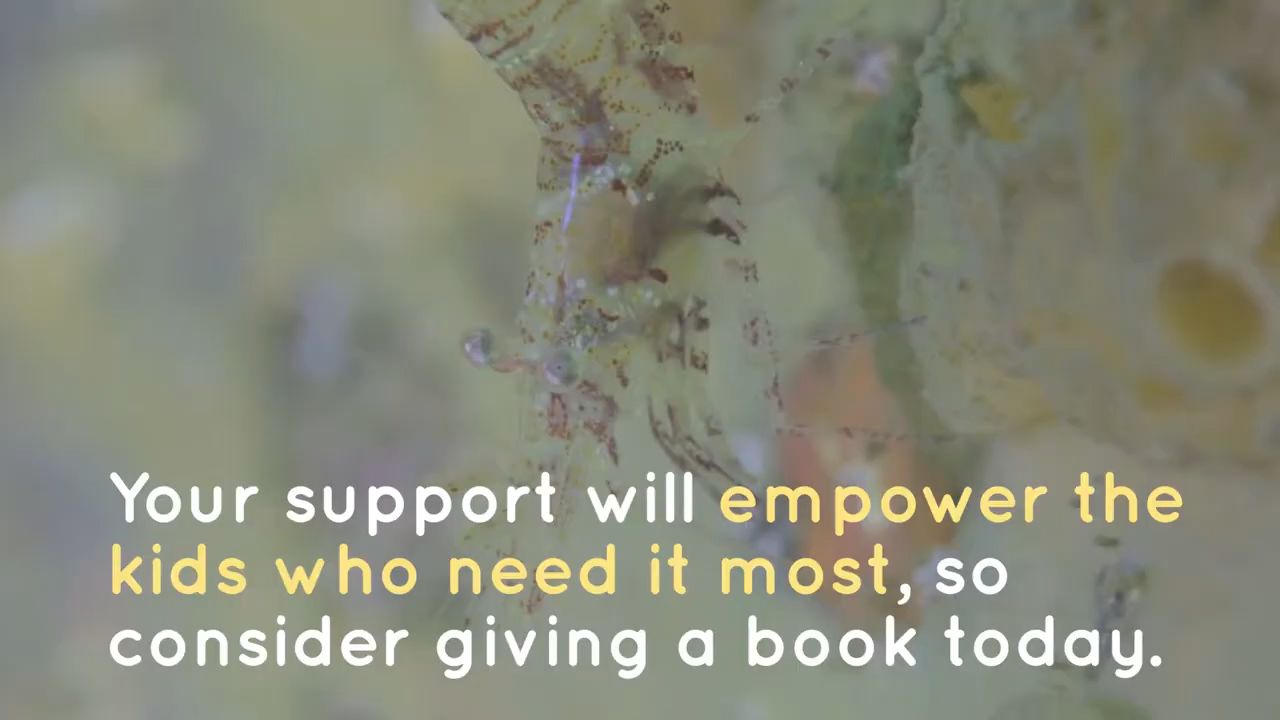 Your support will empower the
kids who need it most, so
consider giving a book today.